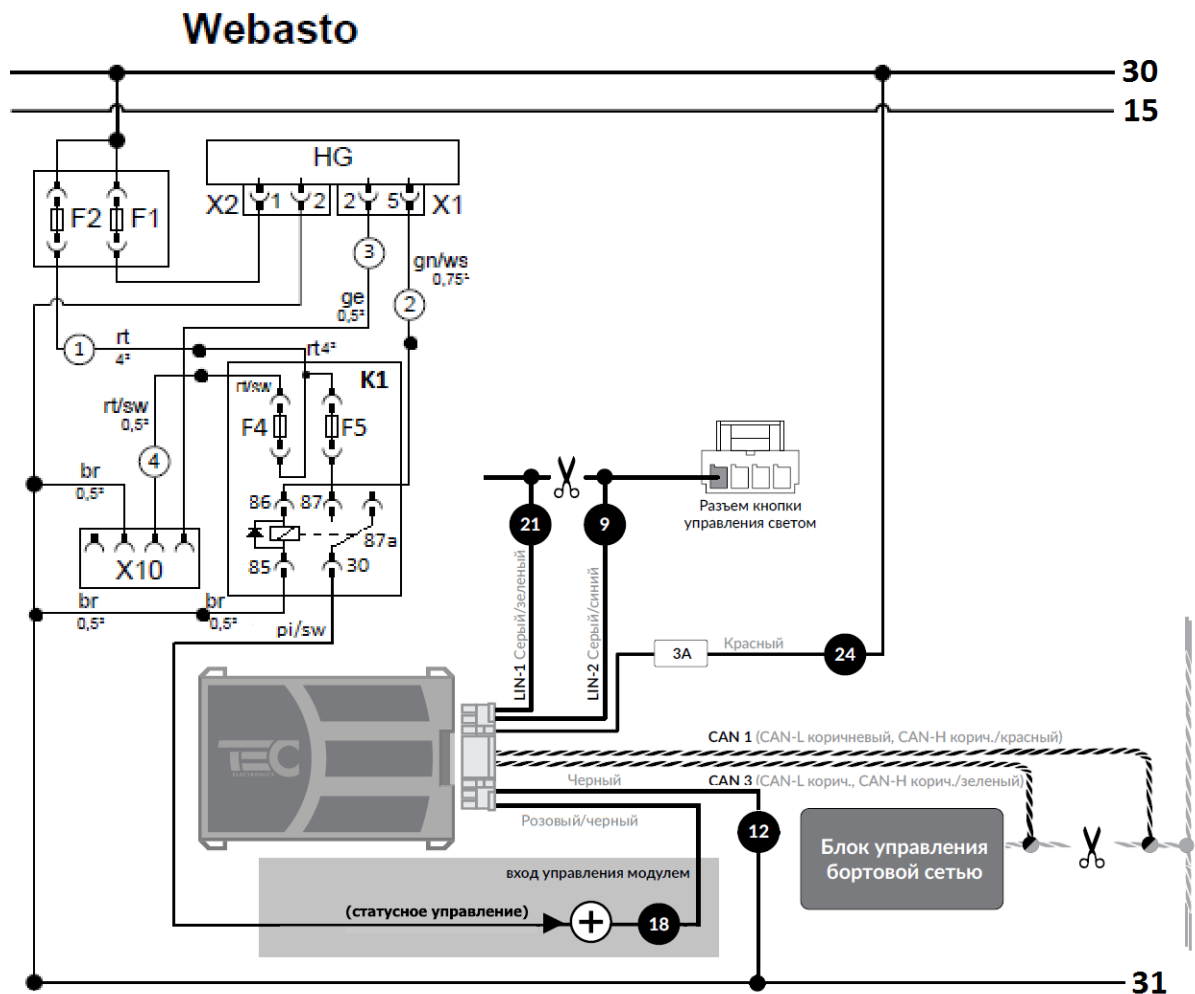 Webasto
30
15
HG
X2 1 2 2 5 X1
F2 F1
3
gn/ws
0,75²
ge
0,5²
2
1
rt
4²
rt4²
K1
rt/sw
rt/sw
0,5²
F4 F5
4
br
0,5²
86 87
87a
85 30
X10
br
0,5²
br
0,5²
pi/sw
21
9
Разъем кнопки
управления светом
LIN-1 Серый/зеленый
LIN-2 Серый/синий
3А
Красный
24
TEC
ELECTRONICS
CAN 1 (CAN-L коричневый, CAN-H корич./красный)
Черный
CAN 3 (CAN-L корич., CAN-H корич./зеленый)
Розовый/черный
12
Блок управления
бортовой сетью
вход управления модулем
(статусное управление)
+
18
31